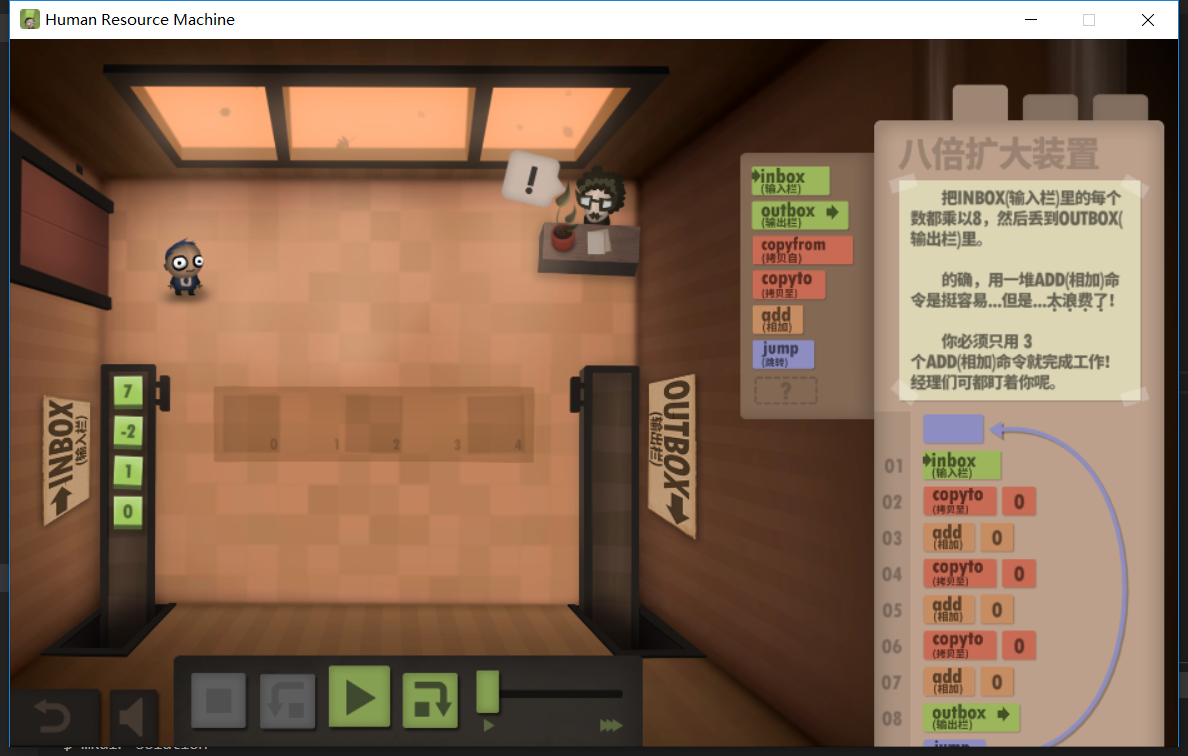 Human Resource Machine
!
八倍扩大装置
inbox
(输入栏)
outbox
(输出栏)
copyfrom
(拷贝自)
copyto
(拷贝至)
add
(相加)
jump
(跳转)
?
把INBOX(输入栏)里的每个
数都乘以8，然后丢到OUTBOX(
输出栏)里。
的确，用一堆ADD(相加)命
令是挺容易...但是...太浪费了!
你必须只用 3
个ADD(相加)命令就完成工作!
经理们可都盯着你呢。
INBOX
(输入栏)
7
-2
1
0
0 1 2 3 4
OUTBOX
(输出栏)
01 inbox
(输入栏)
02 copyto 0
(拷贝至)
03 add 0
(相加)
04 copyto 0
(拷贝至)
05 add 0
(相加)
06 copyto 0
(拷贝至)
07 add 0
(相加)
08 outbox
(输出栏)
jump